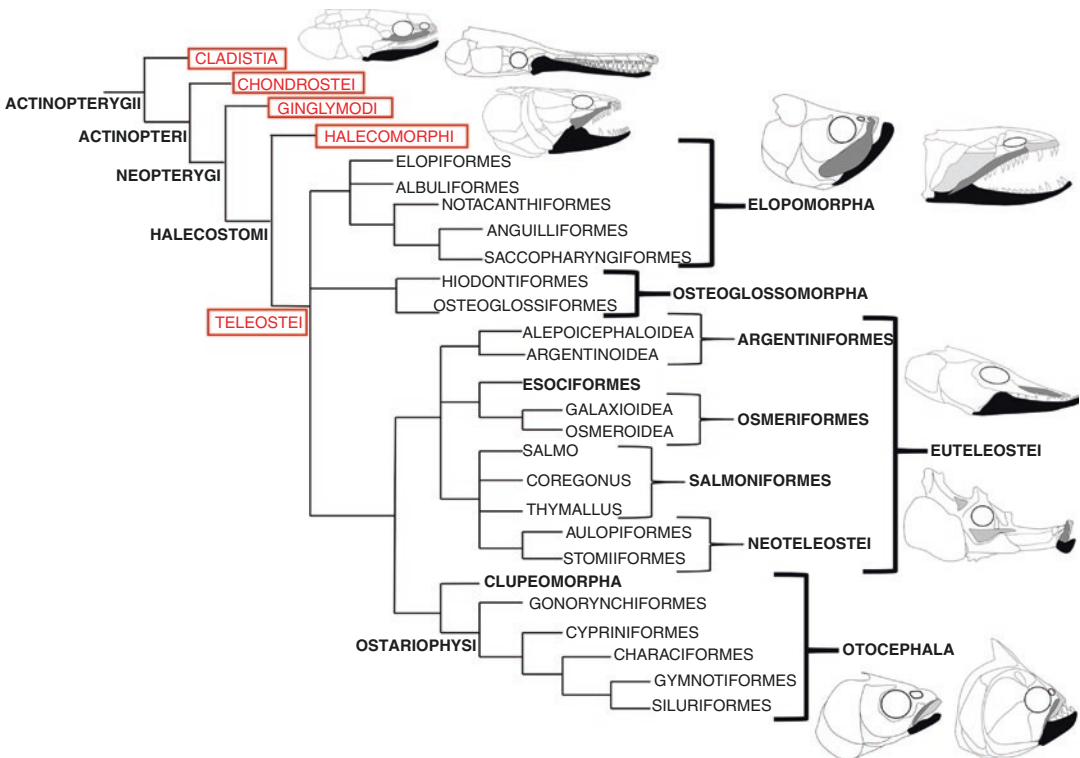 CLADISTIA
CHONDROSTEI
ACTINOPTERYGII
GINGLYMODI
ACTINOPTERI
HALECOMORPHI
ELOPIFORMES
NEOPTERYGI
ALBULIFORMES
NOTACANTHIFORMES
ELOPOMORPHA
ANGUILLIFORMES
HALECOSTOMI
SACCOPHARYNGIFORMES
HIODONTIFORMES
OSTEOGLOSSOMORPHA
OSTEOGLOSSIFORMES
TELEOSTEI
ALEPOICEPHALOIDEA
ARGENTINIFORMES
ARGENTINOIDEA
ESOCIFORMES
GALAXIOIDEA
OSMERIFORMES
OSMEROIDEA
SALMO
EUTELEOSTEI
COREGONUS
SALMONIFORMES
THYMALLUS
AULOPIFORMES
NEOTELEOSTEI
STOMIIFORMES
CLUPEOMORPHA
GONORYNCHIFORMES
CYPRINIFORMES
OSTARIOPHYSI
OTOCEPHALA
CHARACIFORMES
GYMNOTIFORMES
SILURIFORMES